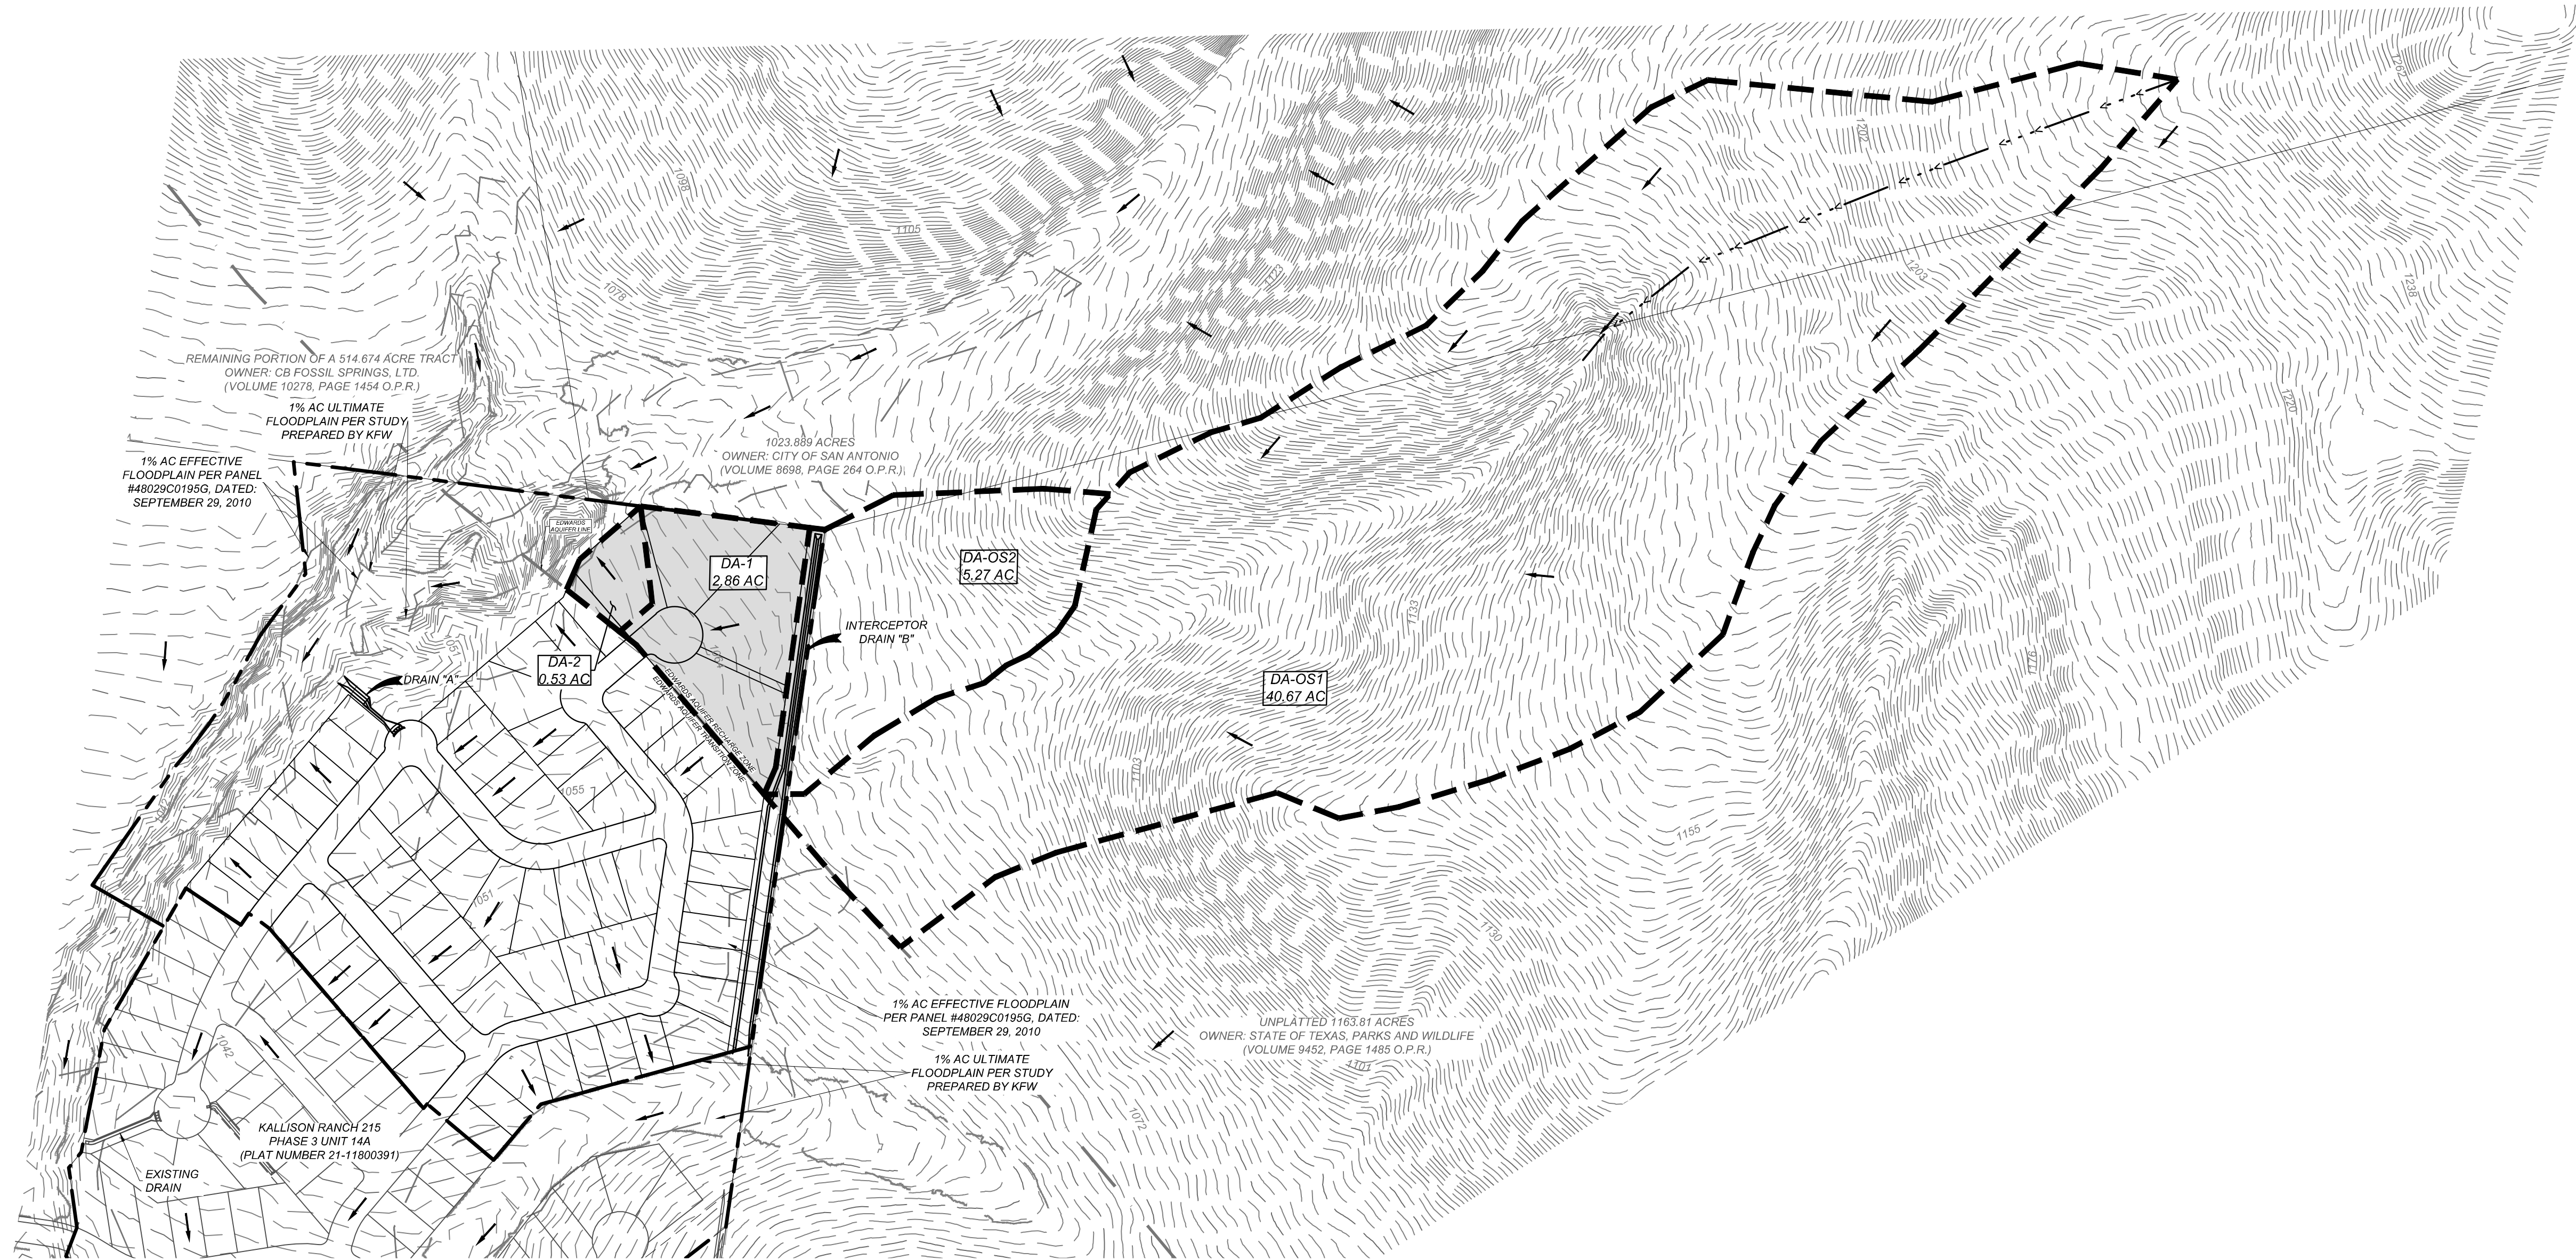 1262
1202
1098
1105
1203
1123
1238
1078
REMAINING PORTION OF A 514.674 ACRE TRACT
OWNER: CB FOSSIL SPRINGS, LTD.
(VOLUME 10278, PAGE 1454 O.P.R.)
1% AC ULTIMATE
FLOODPLAIN PER STUDY
PREPARED BY KFW
1220
1023.889 ACRES
OWNER: CITY OF SAN ANTONIO
(VOLUME 8698, PAGE 264 O.P.R.)
1% AC EFFECTIVE
FLOODPLAIN PER PANEL
#48029C0195G, DATED:
SEPTEMBER 29, 2010
EDWARDS
AQUIFER LINE
DA-1
2.86 AC
DA-OS2
5.27 AC
1133
INTERCEPTOR
DRAIN "B"
DA-2
0.53 AC
1176
DRAIN "A"
EDWARDS AQUIFER RECHARGE ZONE
EDWARDS AQUIFER TRANSITION ZONE
DA-OS1
40.67 AC
1103
1055
1155
1051
1130
1% AC EFFECTIVE FLOODPLAIN
PER PANEL #48029C0195G, DATED:
SEPTEMBER 29, 2010
UNPLATTED 1163.81 ACRES
OWNER: STATE OF TEXAS, PARKS AND WILDLIFE
(VOLUME 9452, PAGE 1485 O.P.R.)
1042
1% AC ULTIMATE
FLOODPLAIN PER STUDY
PREPARED BY KFW
1101
1072
KALLISON RANCH 215
PHASE 3 UNIT 14A
(PLAT NUMBER 21-11800391)
EXISTING
DRAIN